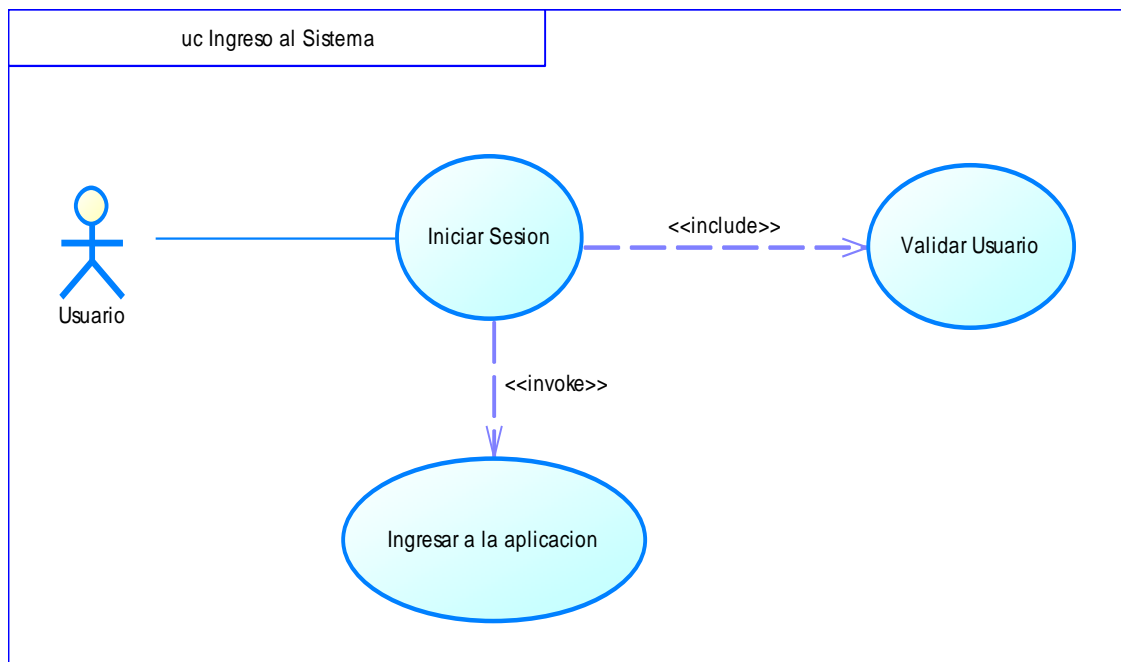 uc Ingreso al Sistema
Iniciar Sesion
<<include>>
Validar Usuario
Usuario
<<invoke>>
Ingresar a la aplicacion